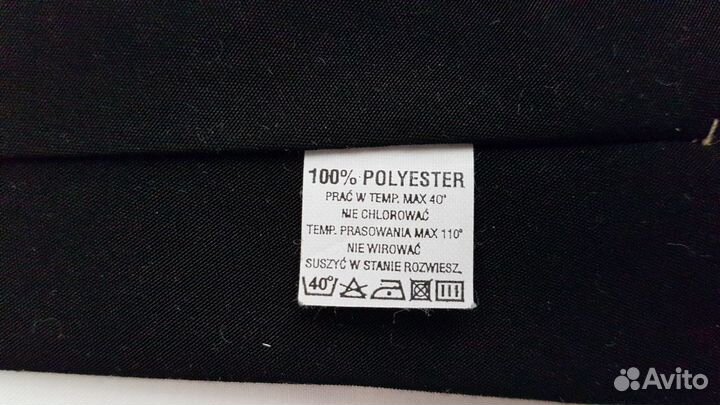 100% POLYESTER
PRAĆ W TEMP. MAX 40°
NIE CHLOROWAĆ
TEMP. PRASOWANIA MAX 110°
NIE WIROWAĆ
SUSZYĆ W STANIE ROZWIESZ.
40°
Avito